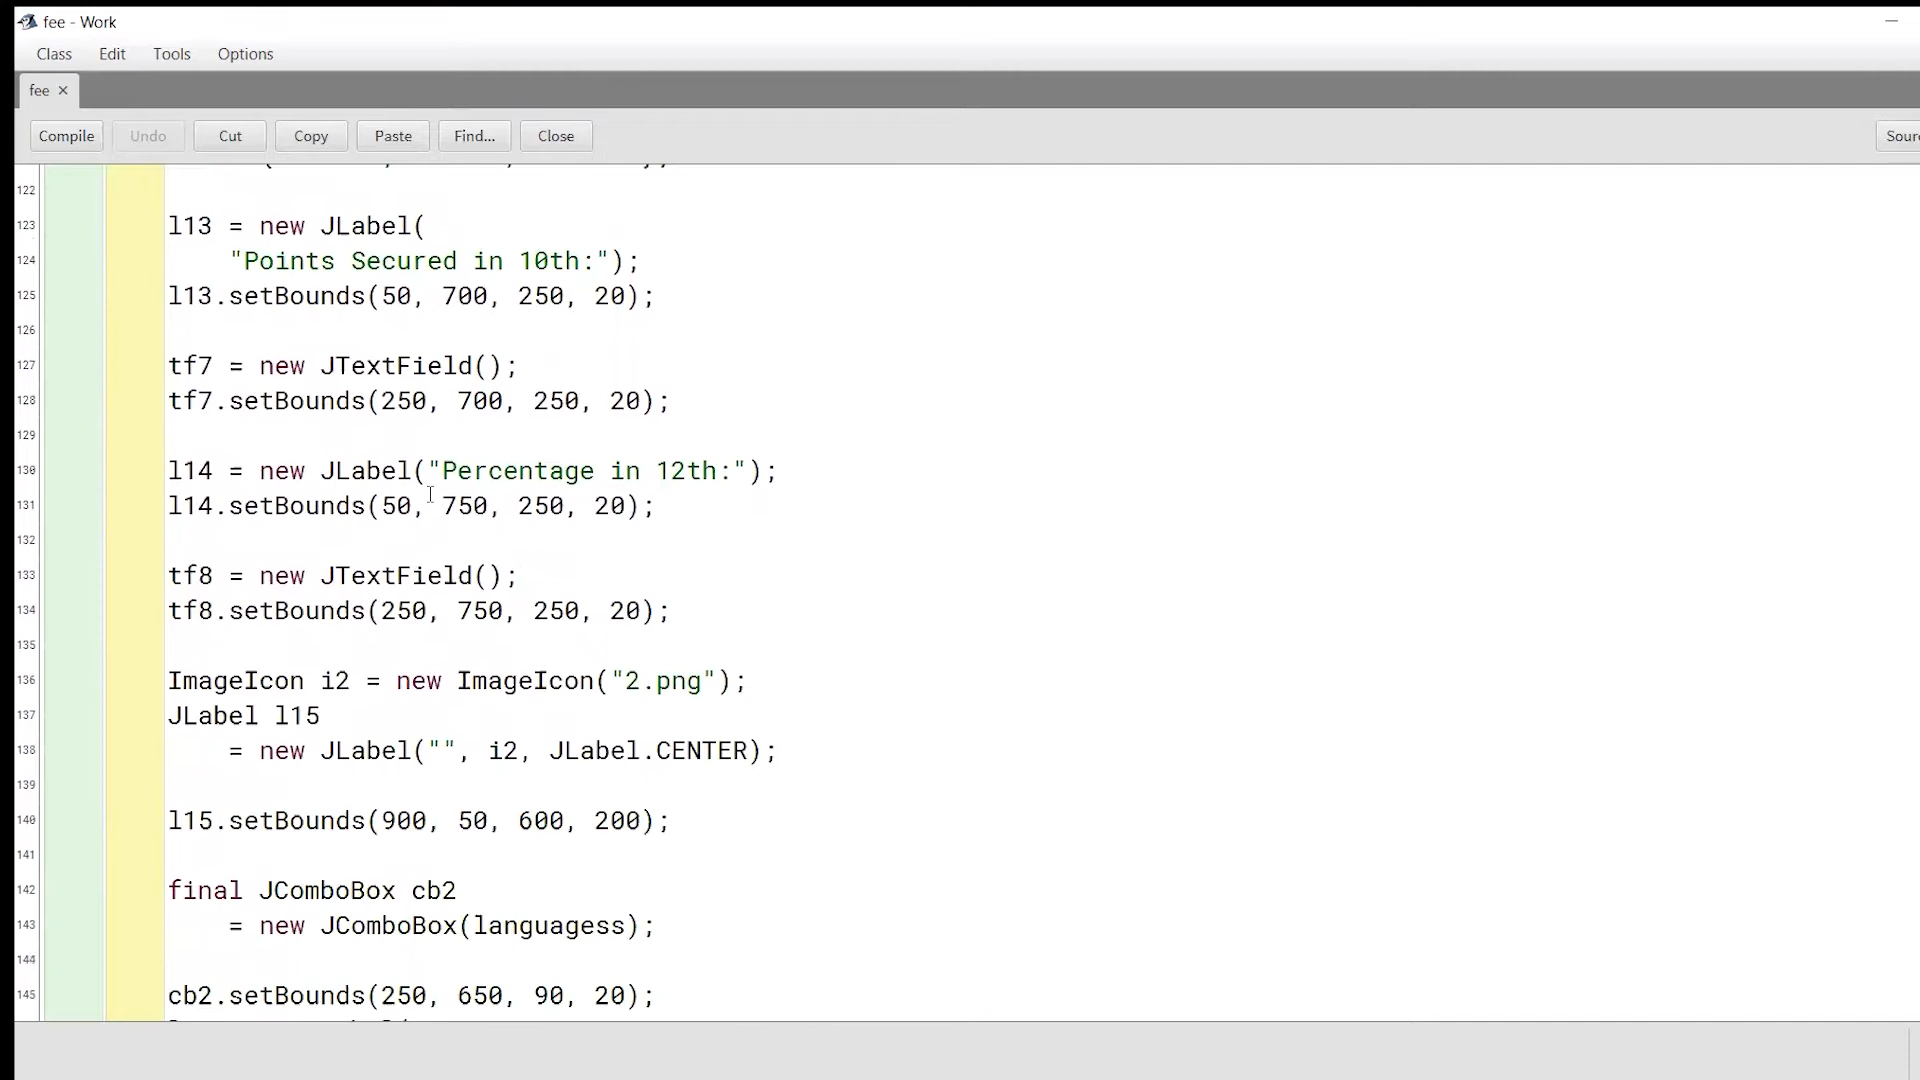 fee - Work
Class Edit Tools Options
fee ×
Compile Undo Cut Copy Paste Find... Close Sour
122
123 l13 = new JLabel(
124 "Points Secured in 10th:");
125 l13.setBounds(50, 700, 250, 20);
126
127 tf7 = new JTextField();
128 tf7.setBounds(250, 700, 250, 20);
129
130 l14 = new JLabel("Percentage in 12th:");
131 l14.setBounds(50, 750, 250, 20);
132
133 tf8 = new JTextField();
134 tf8.setBounds(250, 750, 250, 20);
135
136 ImageIcon i2 = new ImageIcon("2.png");
137 JLabel l15
138 = new JLabel("", i2, JLabel.CENTER);
139
140 l15.setBounds(900, 50, 600, 200);
141
142 final JComboBox cb2
143 = new JComboBox(languagess);
144
145 cb2.setBounds(250, 650, 90, 20);